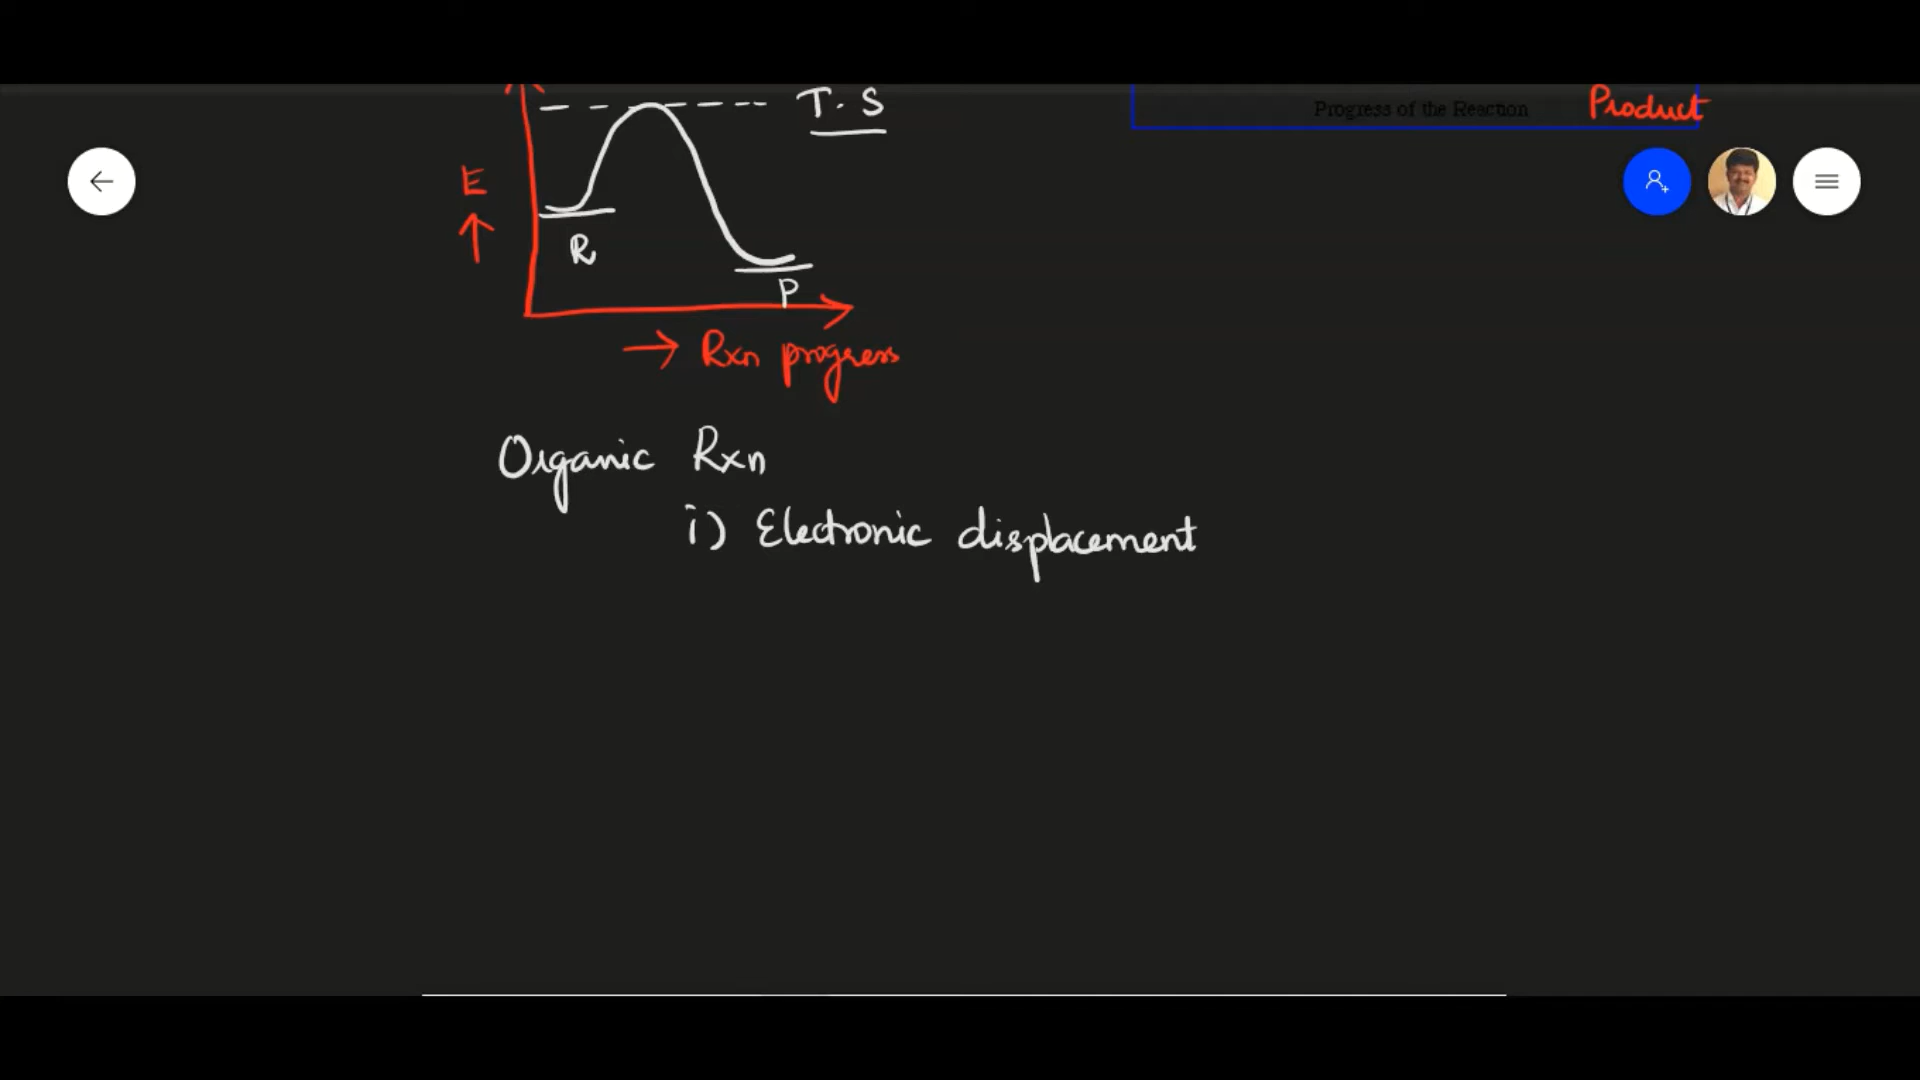 T.S
Progress of the Reaction
Product
E
R
P
→ Rxn progress
Organic Rxn
i) Electronic displacement